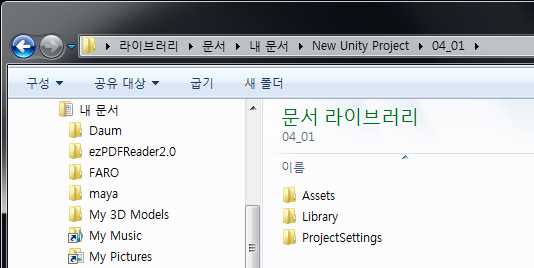 라이브러리 ▸ 문서 ▸ 내 문서 ▸ New Unity Project ▸ 04_01 ▸
구성 ▼ 공유 대상 ▼ 굽기 새 폴더
내 문서
Daum
ezPDFReader2.0
FARO
maya
My 3D Models
My Music
My Pictures
문서 라이브러리
04_01
이름
Assets
Library
ProjectSettings